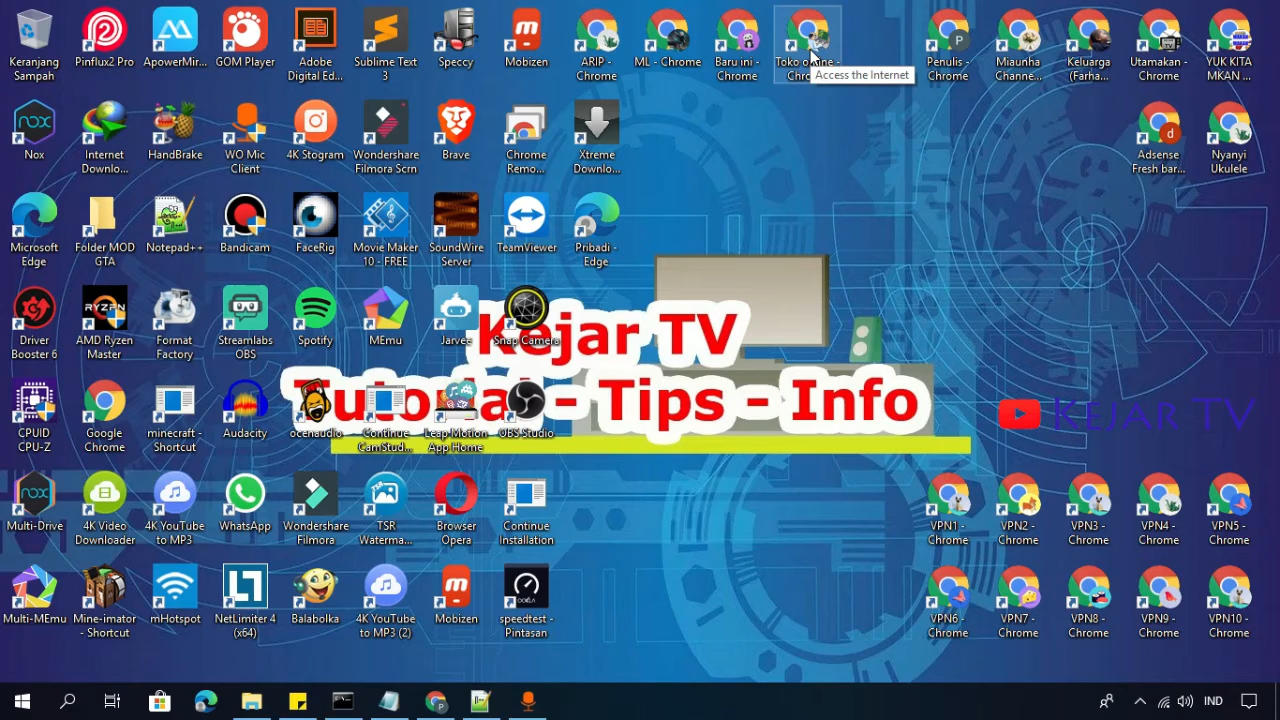 Keranjang
Sampah
Pinflux2 Pro
ApowerMir...
GOM Player
Adobe
Digital Ed...
Sublime Text
3
Speccy
Mobizen
ARIP -
Chrome
ML - Chrome
Baru ini -
Chrome
Access the Internet
Penulis -
Chrome
Miaunha
Channe...
Keluarga
(Farha...
Utamakan -
Chrome
YUK KITA
MKAN ...
Nox
Internet
Downlo...
HandBrake
WO Mic
Client
4K Stogram
Wondershare
Filmora Scrn
Brave
Chrome
Remo...
Xtreme
Downlo...
Adsense
Fresh bar...
Nyanyi
Ukulele
Microsoft
Edge
Folder MOD
GTA
Notepad++
Bandicam
FaceRig
Movie Maker
10 - FREE
SoundWire
Server
TeamViewer
Pribadi -
Edge
Driver
Booster 6
AMD Ryzen
Master
Format
Factory
Streamlabs
OBS
Spotify
MEmu
Jarvee
Snap Camera
Kejar TV
Tutorial - Tips - Info
KEJAR TV
CPUID
CPU-Z
Google
Chrome
minecraft -
Shortcut
Audacity
ocenaudio
Continue
CamStud...
Leap Motion
App Home
OBS Studio
Multi-Drive
4K Video
Downloader
4K YouTube
to MP3
WhatsApp
Wondershare
Filmora
TSR
Waterma...
Browser
Opera
Continue
Installation
VPN1 -
Chrome
VPN2 -
Chrome
VPN3 -
Chrome
VPN4 -
Chrome
VPN5 -
Chrome
Multi-MEmu
Mine-imator
- Shortcut
mHotspot
NetLimiter 4
(x64)
Balabolka
4K YouTube
to MP3 (2)
Mobizen
speedtest -
Pintasan
VPN6 -
Chrome
VPN7 -
Chrome
VPN8 -
Chrome
VPN9 -
Chrome
VPN10 -
Chrome
IND